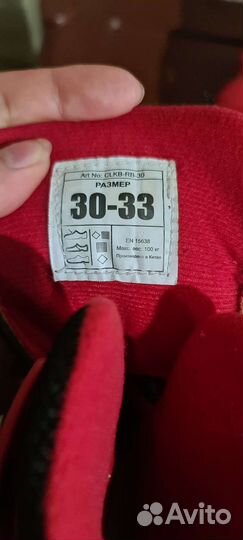 Art No: CLKB-RB-30
РАЗМЕР
30-33
EN 15638
Макс. вес: 100 кг
Произведено в Китае
Avito